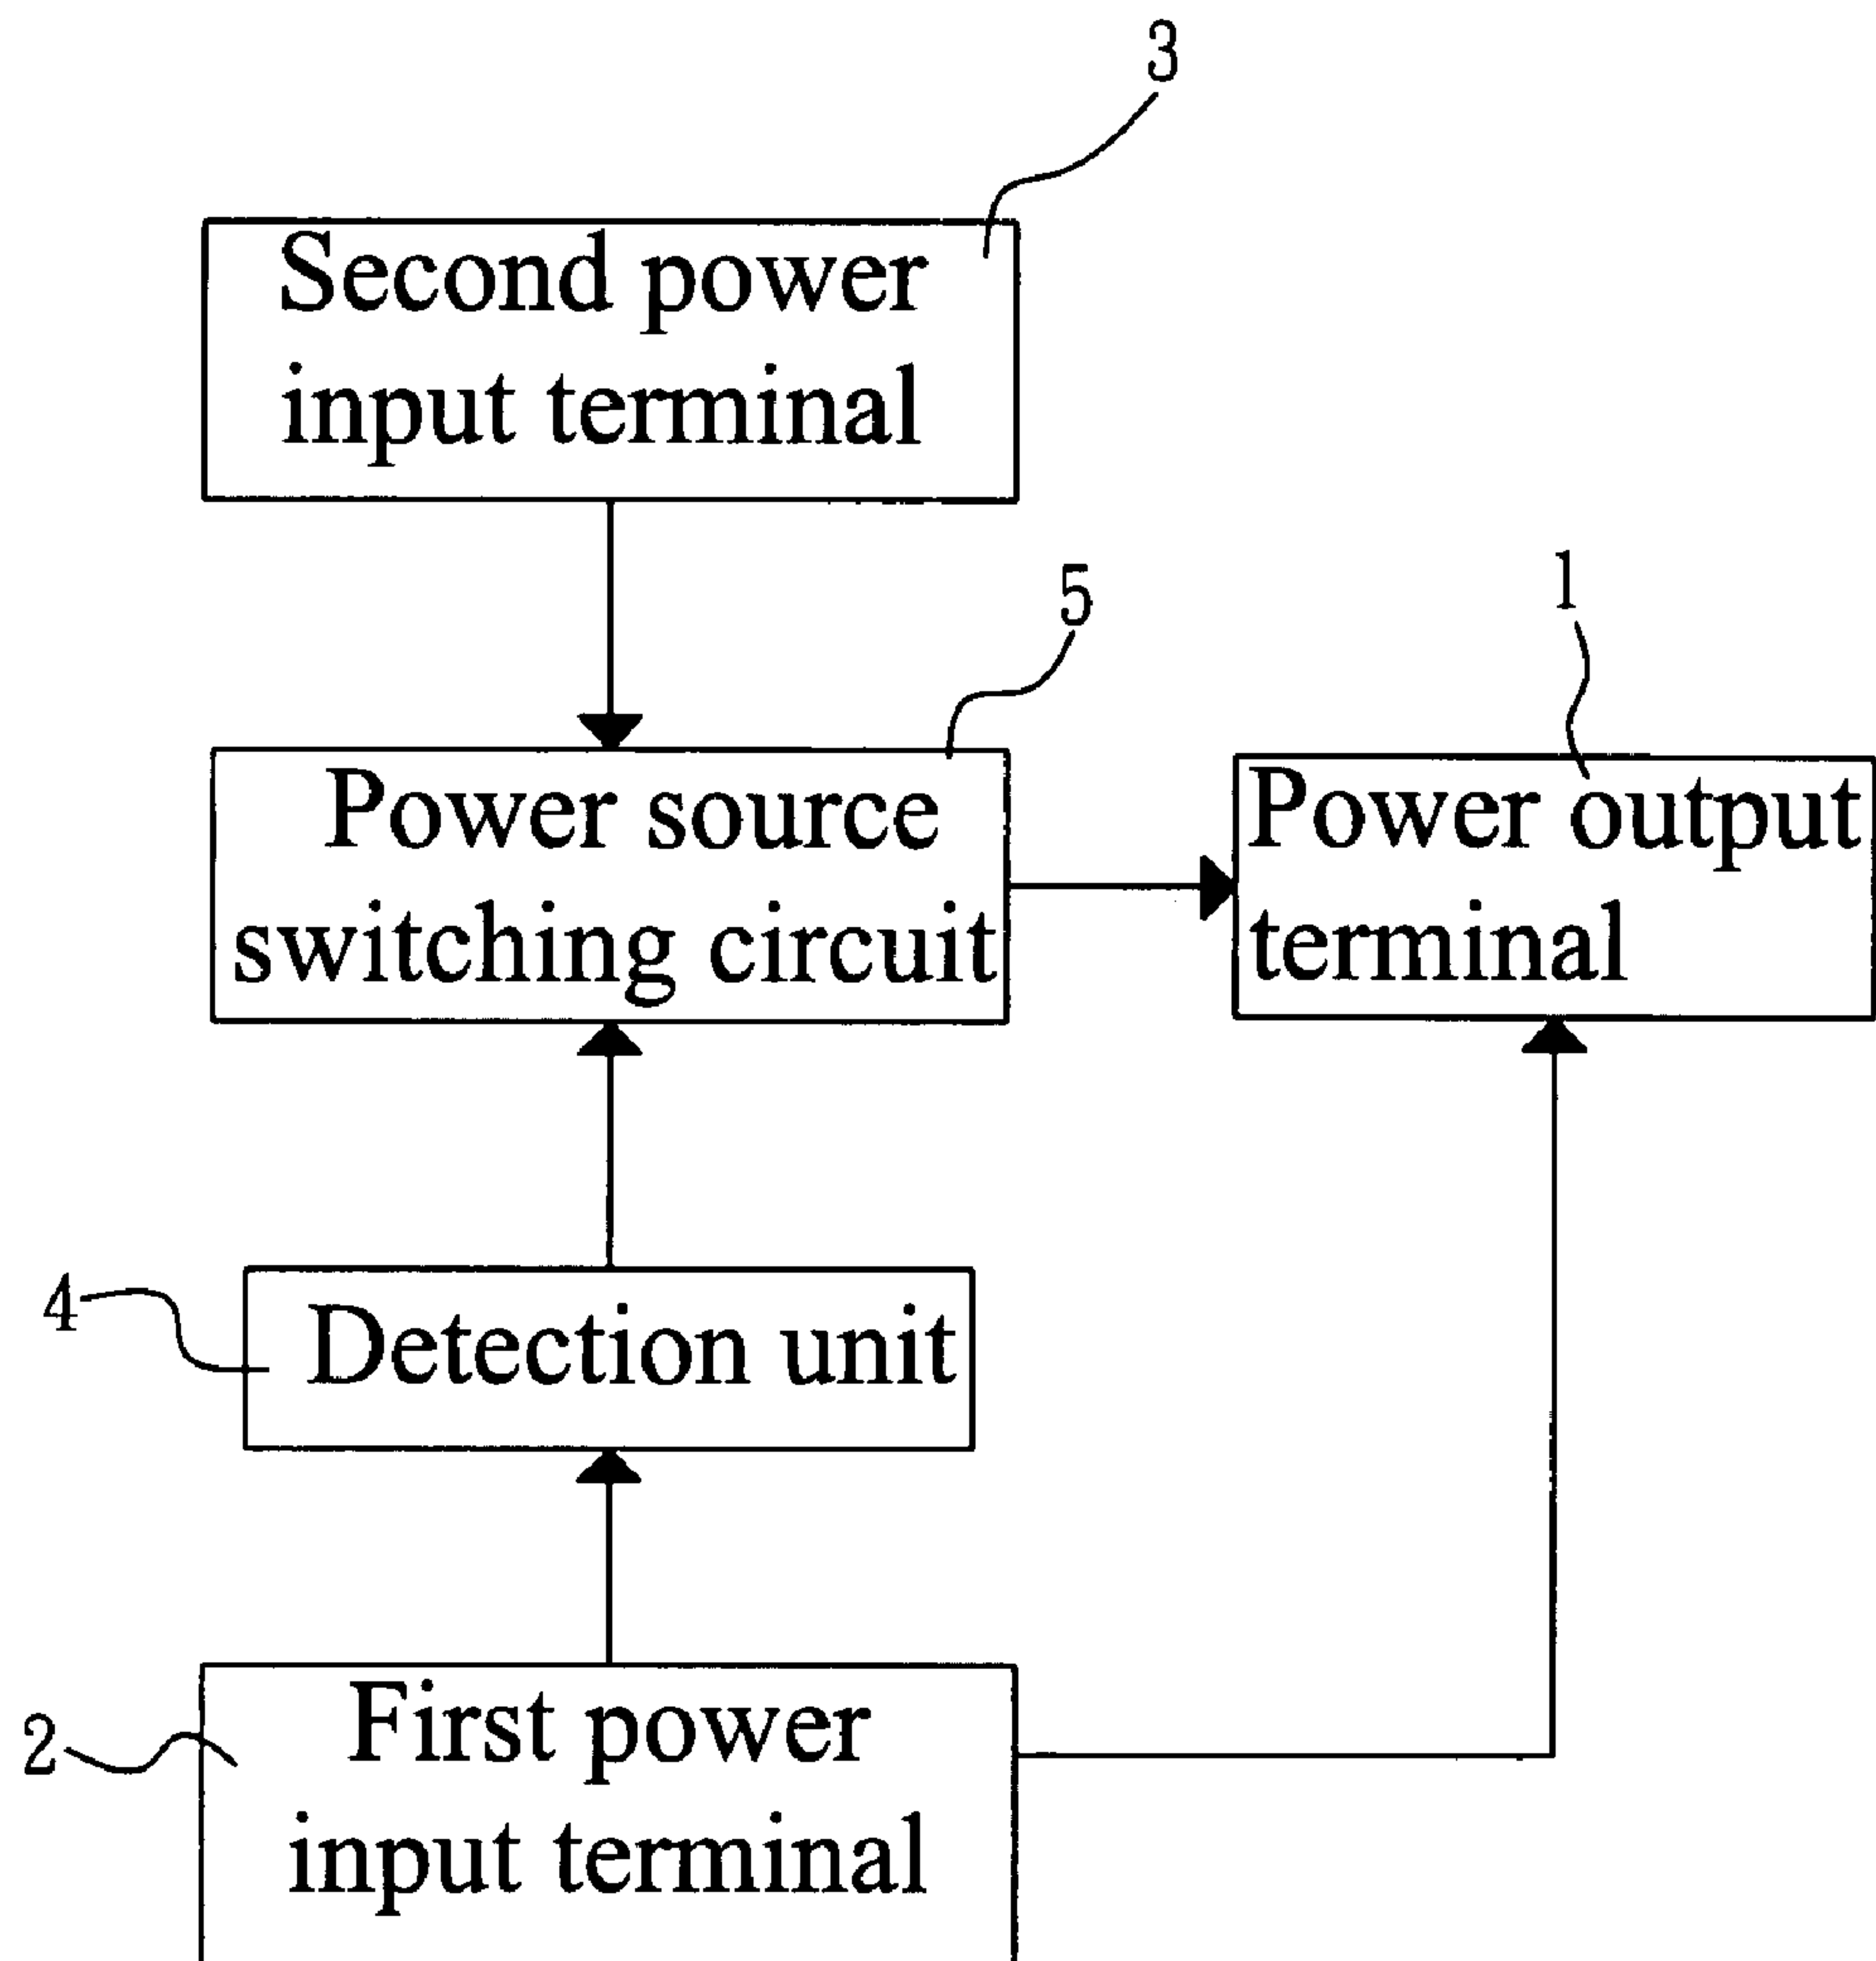 3
Second power
input terminal
5
1
Power source
switching circuit
Power output
terminal
4
Detection unit
2
First power
input terminal